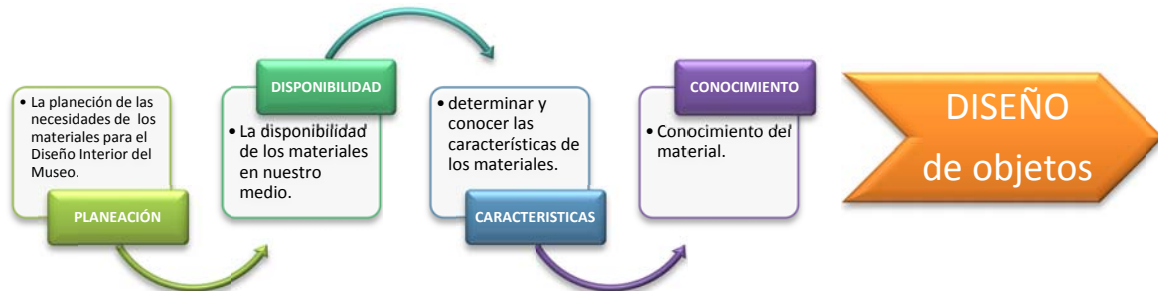 • La planeción de las
necesidades de los
materiales para el
Diseño Interior del
Museo.
PLANEACIÓN
DISPONIBILIDAD
• La disponibilidad
de los materiales
en nuestro
medio.
• determinar y
conocer las
características de
los materiales.
CARACTERISTICAS
CONOCIMIENTO
• Conocimiento del
material.
DISEÑO
de objetos